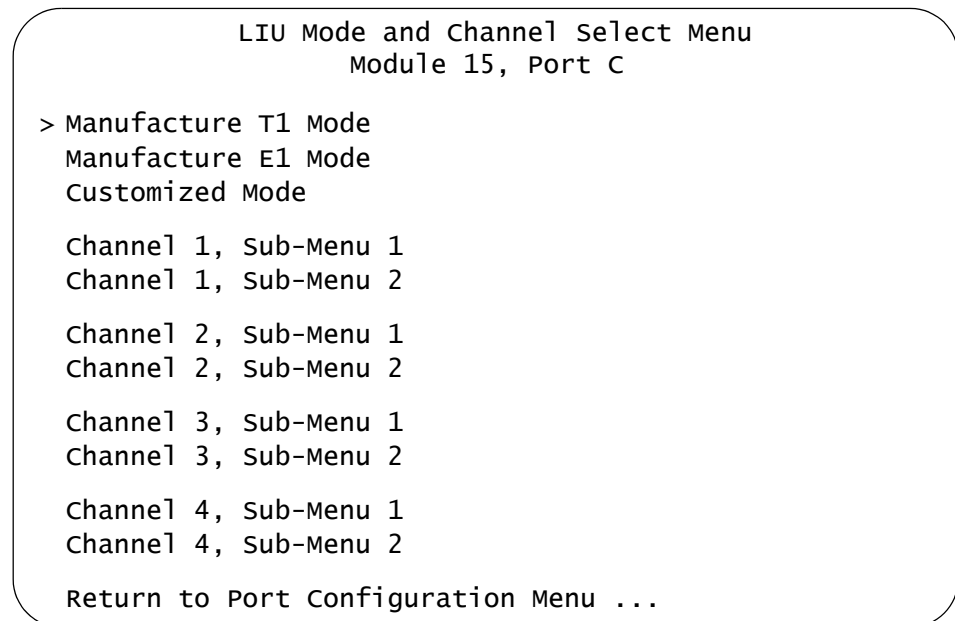 LIU Mode and Channel Select Menu
Module 15, Port C
> Manufacture T1 Mode
Manufacture E1 Mode
Customized Mode
Channel 1, Sub-Menu 1
Channel 1, Sub-Menu 2
Channel 2, Sub-Menu 1
Channel 2, Sub-Menu 2
Channel 3, Sub-Menu 1
Channel 3, Sub-Menu 2
Channel 4, Sub-Menu 1
Channel 4, Sub-Menu 2
Return to Port Configuration Menu ...